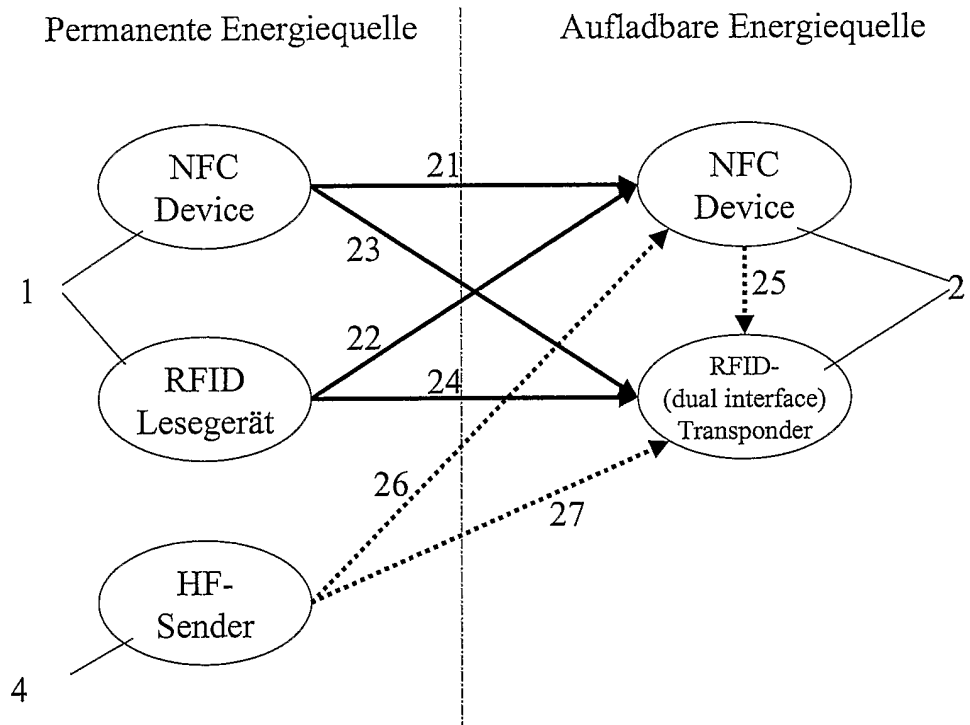 Permanente Energiequelle
Aufladbare Energiequelle
NFC
Device
21
NFC
Device
23
1
25
2
22
RFID
Lesegerät
24
RFID-
(dual interface)
Transponder
26
27
HF-
Sender
4